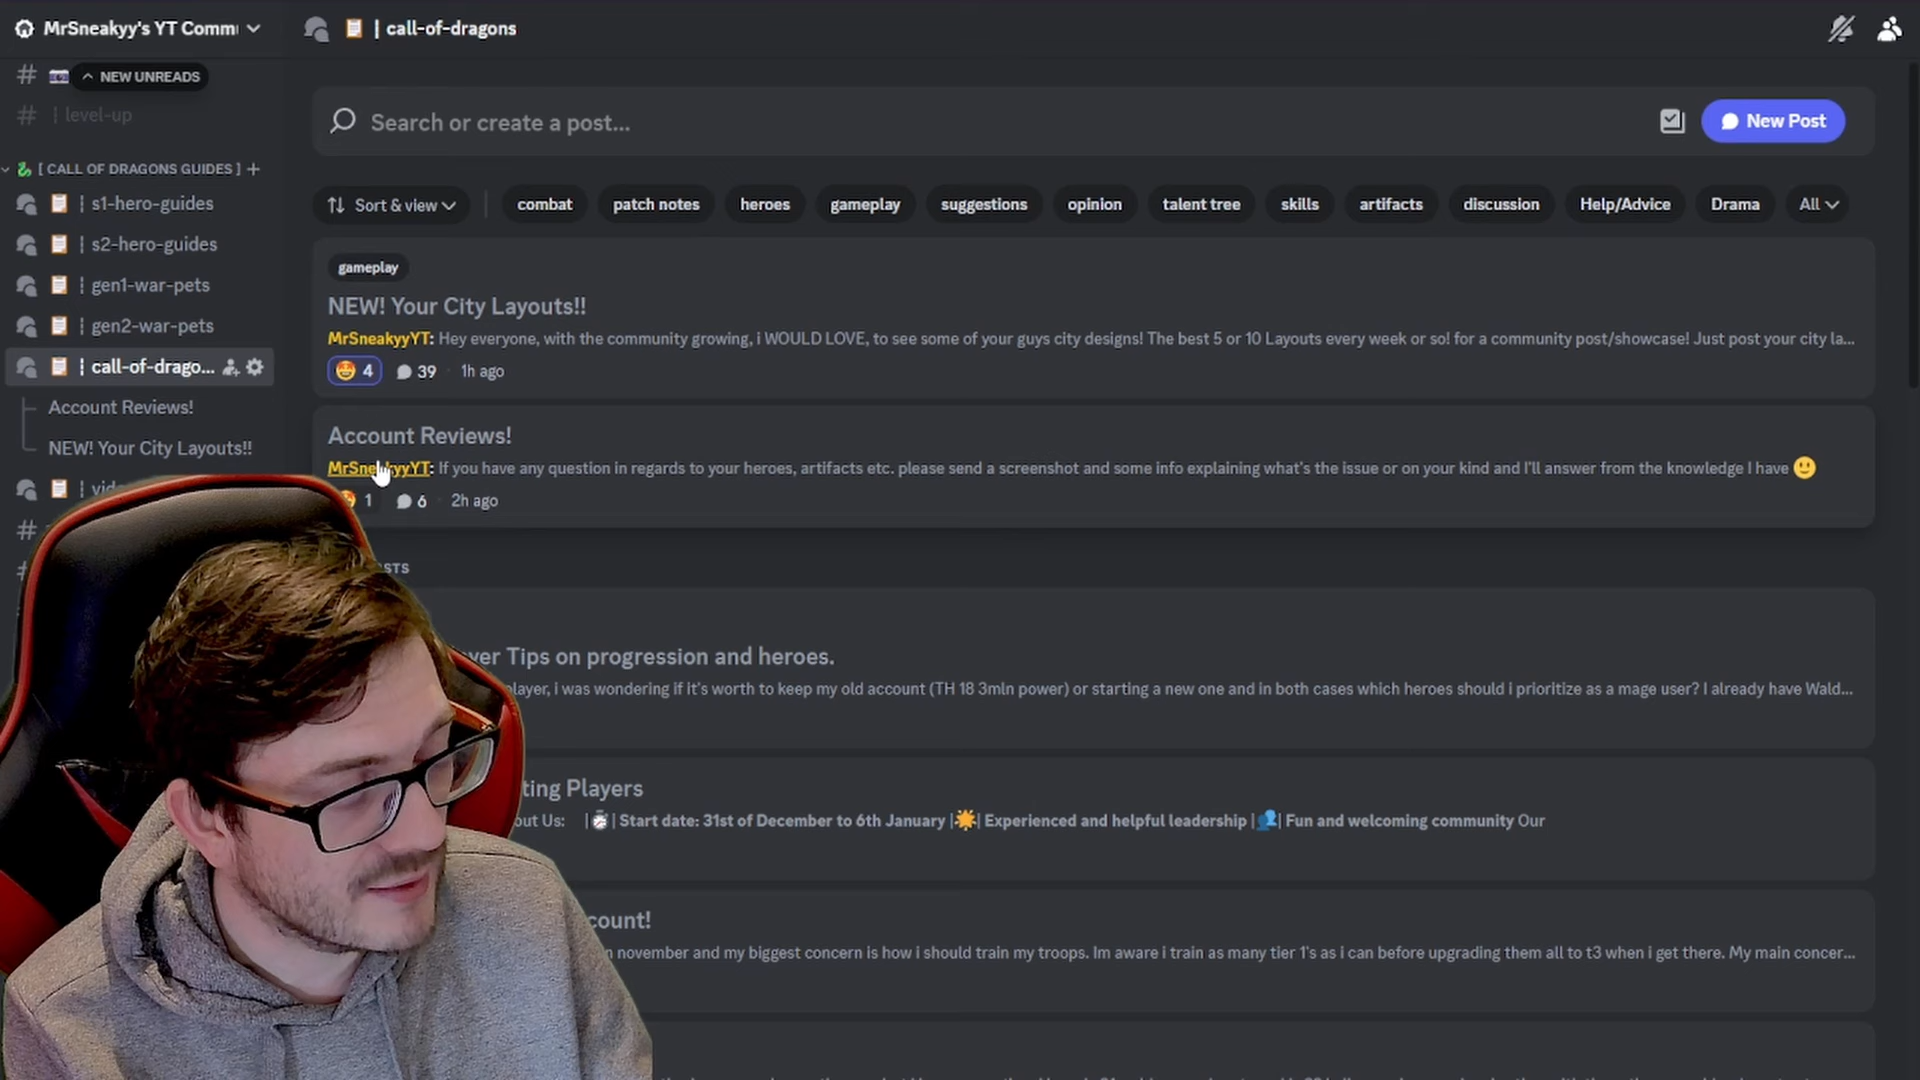 MrSneakyy's YT Comm
| call-of-dragons
NEW UNREADS
| level-up
Search or create a post...
New Post
[ CALL OF DRAGONS GUIDES ] +
| s1-hero-guides
| s2-hero-guides
| gen1-war-pets
| gen2-war-pets
| call-of-drago...
Account Reviews!
NEW! Your City Layouts!!
Sort & view
combat
patch notes
heroes
gameplay
suggestions
opinion
talent tree
skills
artifacts
discussion
Help/Advice
Drama
All
gameplay
NEW! Your City Layouts!!
MrSneakyYT: Hey everyone, with the community growing, i WOULD LOVE, to see some of your guys city designs! The best 5 or 10 Layouts every week or so! for a community post/showcase! Just post your city la...
4 39 · 1h ago
Account Reviews!
MrSneakyyYT: If you have any question in regards to your heroes, artifacts etc. please send a screenshot and some info explaining what's the issue or on your kind and I'll answer from the knowledge I have 🙂
1 6 · 2h ago
Tips on progression and heroes.
player, i was wondering if it's worth to keep my old account (TH 18 3mln power) or starting a new one and in both cases which heroes should I prioritize as a mage user? I already have Wald...
Players
Us: | Start date: 31st of December to 6th January | Experienced and helpful leadership | Fun and welcoming community Our
november and my biggest concern is how i should train my troops. Im aware i train as many tier 1's as i can before upgrading them all to t3 when i get there. My main concer...